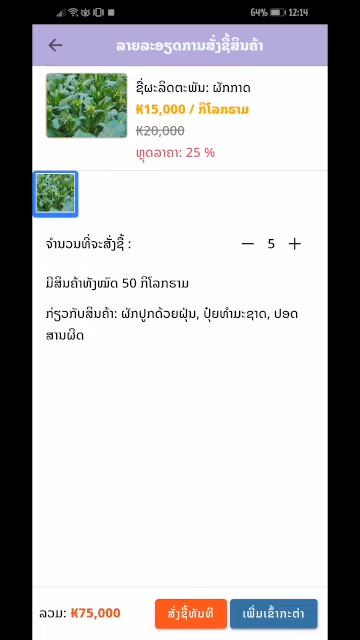 64% 12:14
ລາຍລະອຽດການສັ່ງຊື້ສິນຄ້າ
ຊື່ຜະລິດຕະພັນ: ຜັກກາດ
₭15,000 / ກິໂລກຣາມ
₭20,000
ຫຼຸດລາຄາ: 25 %
ຈຳນວນທີ່ຈະສັ່ງຊື້ : — 5 +
ມີສິນຄ້າທັງໝົດ 50 ກິໂລກຣາມ
ກ່ຽວກັບສິນຄ້າ: ຜັກປູກດ້ວຍຝຸ່ນ, ປຸ໋ຍທຳມະຊາດ, ປອດ
ສານຜິດ
ລວມ: ₭75,000 ສັ່ງຊື້ທັນທີ ເພີ່ມເຂົ້າກະຕ່າ